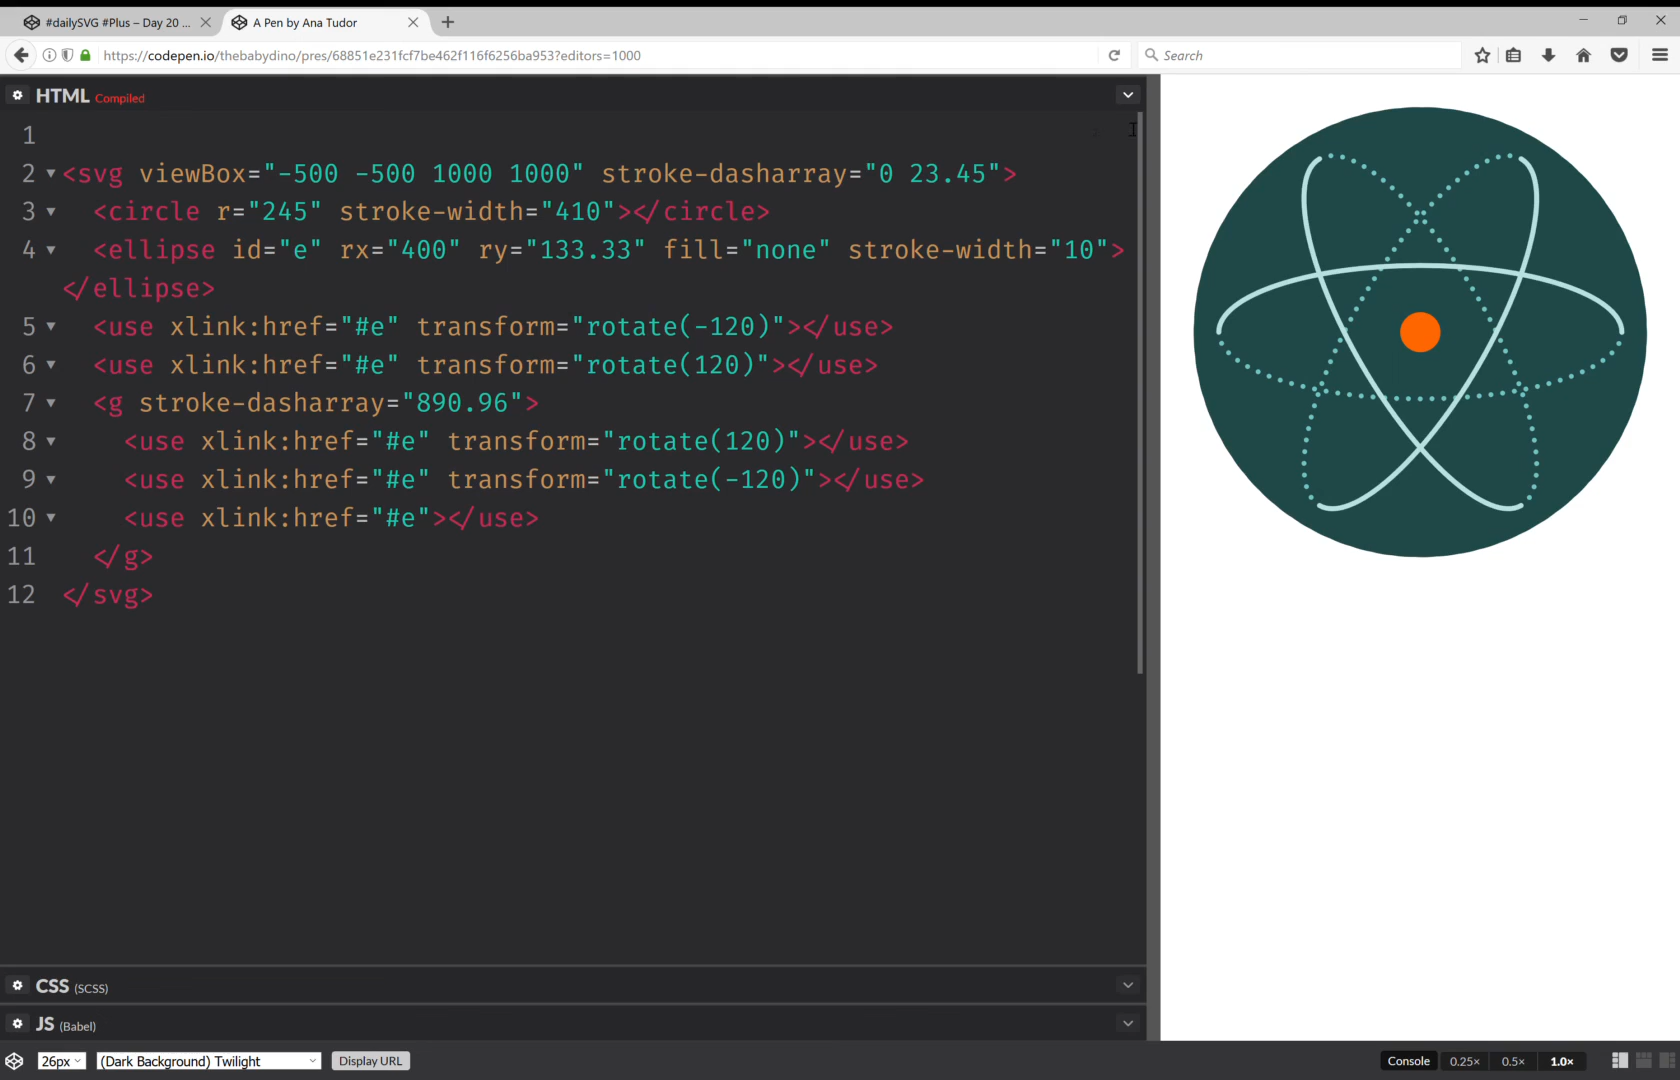 #dailySVG #Plus – Day 20 ...
A Pen by Ana Tudor
https://codepen.io/thebabydino/pres/68851e231fcf7be462f116f6256ba953?editors=1000
Search
HTML Compiled
1
2 <svg viewBox="-500 -500 1000 1000" stroke-dasharray="0 23.45">
3 <circle r="245" stroke-width="410"></circle>
4 <ellipse id="e" rx="400" ry="133.33" fill="none" stroke-width="10">
</ellipse>
5 <use xlink:href="#e" transform="rotate(-120)"></use>
6 <use xlink:href="#e" transform="rotate(120)"></use>
7 <g stroke-dasharray="890.96">
8 <use xlink:href="#e" transform="rotate(120)"></use>
9 <use xlink:href="#e" transform="rotate(-120)"></use>
10 <use xlink:href="#e"></use>
11 </g>
12 </svg>
CSS (SCSS)
JS (Babel)
26px (Dark Background) Twilight Display URL Console 0.25× 0.5× 1.0×